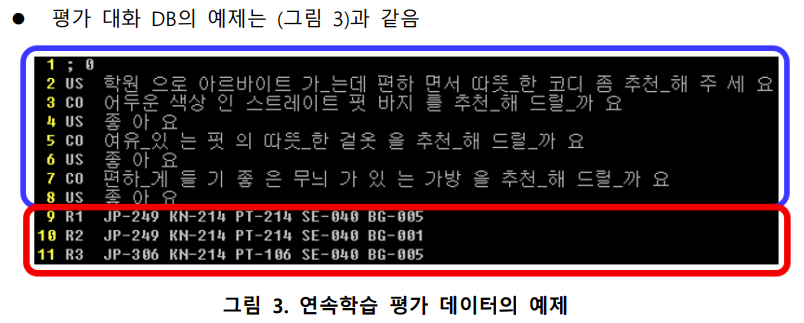 ● 평가 대화 DB의 예제는 (그림 3)과 같음
1 ; 0
2 US 학원 으로 아르바이트 가_는데 편하 면서 따뜻_한 코디 좀 추천_해 주 세 요
3 CO 어두운 색상 인 스트레이트 핏 바지 를 추천_해 드릴_까 요
4 US 좋 아 요
5 CO 여유_있 는 핏 의 따뜻_한 겉옷 을 추천_해 드릴_까 요
6 US 좋 아 요
7 CO 편하_게 들 기 좋 은 무늬 가 있 는 가방 을 추천_해 드릴_까 요
8 US 좋 아 요
9 R1 JP-249 KN-214 PT-214 SE-040 BG-005
10 R2 JP-249 KN-214 PT-214 SE-040 BG-001
11 R3 JP-306 KN-214 PT-106 SE-040 BG-005
그림 3. 연속학습 평가 데이터의 예제